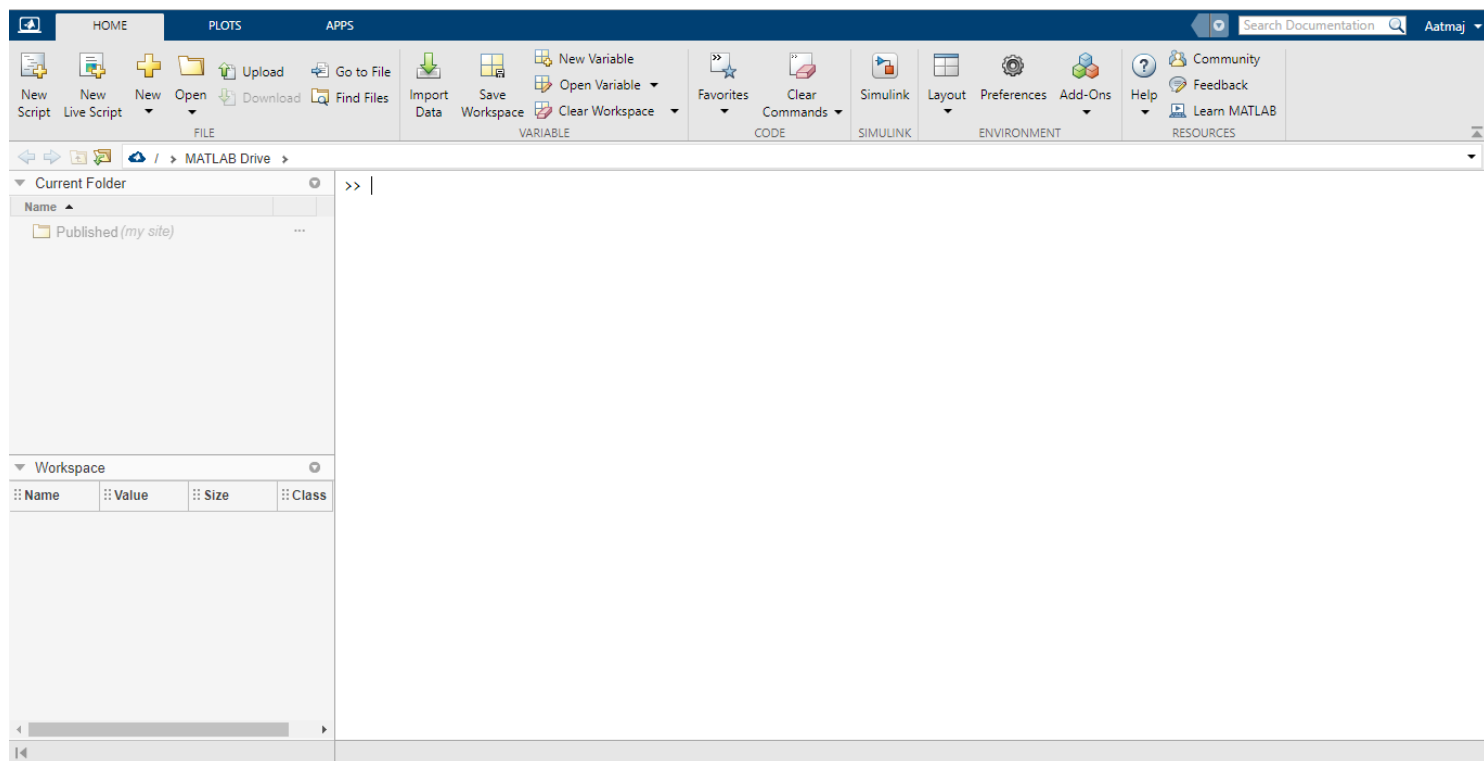 HOME PLOTS APPS Search Documentation Aatmaj
New Script
New Live Script
New
Open
Upload
Download
Go to File
Find Files
FILE
Import Data
Save Workspace
New Variable
Open Variable
Clear Workspace
VARIABLE
Favorites
Clear Commands
CODE
Simulink
SIMULINK
Layout
Preferences
Add-Ons
ENVIRONMENT
Help
Community
Feedback
Learn MATLAB
RESOURCES
/ > MATLAB Drive >
Current Folder
Name
Published (my site) ...
>>
Workspace
Name Value Size Class